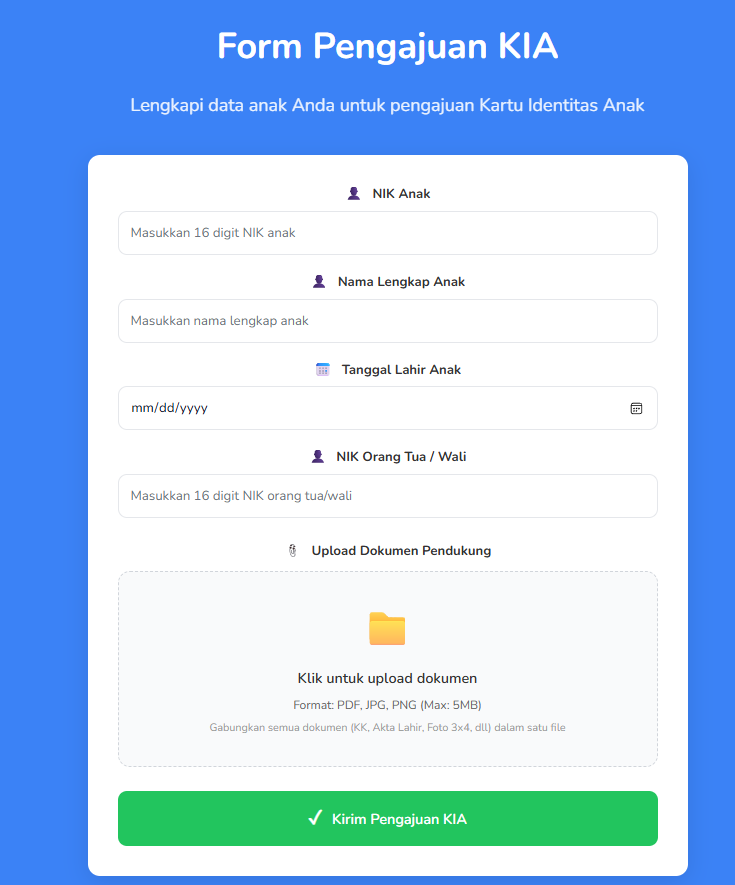 Form Pengajuan KIA
Lengkapi data anak Anda untuk pengajuan Kartu Identitas Anak
NIK Anak
Masukkan 16 digit NIK anak
Nama Lengkap Anak
Masukkan nama lengkap anak
Tanggal Lahir Anak
mm/dd/yyyy
NIK Orang Tua / Wali
Masukkan 16 digit NIK orang tua/wali
Upload Dokumen Pendukung
Klik untuk upload dokumen
Format: PDF, JPG, PNG (Max: 5MB)
Gabungkan semua dokumen (KK, Akta Lahir, Foto 3x4, dll) dalam satu file
✓ Kirim Pengajuan KIA